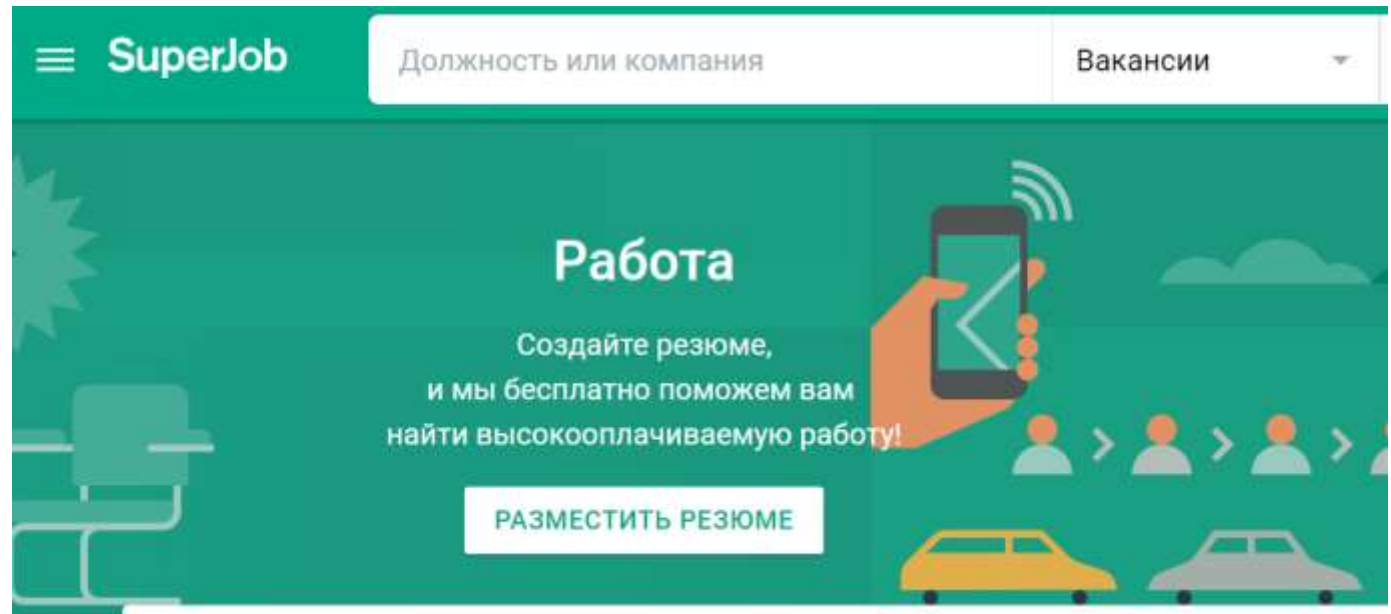 SuperJob
Должность или компания
Вакансии
Работа
Создайте резюме,
и мы бесплатно поможем вам
найти высокооплачиваемую работу!
РАЗМЕСТИТЬ РЕЗЮМЕ